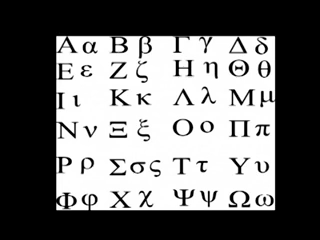 Α α Β β Γ γ Δ δ
Ε ε Ζ ζ Η η Θ θ
Ι ι Κ κ Λ λ Μ μ
Ν ν Ξ ξ Ο ο Π π
Ρ ρ Σ σ ς Τ τ Υ υ
Φ φ Χ χ Ψ ψ Ω ω